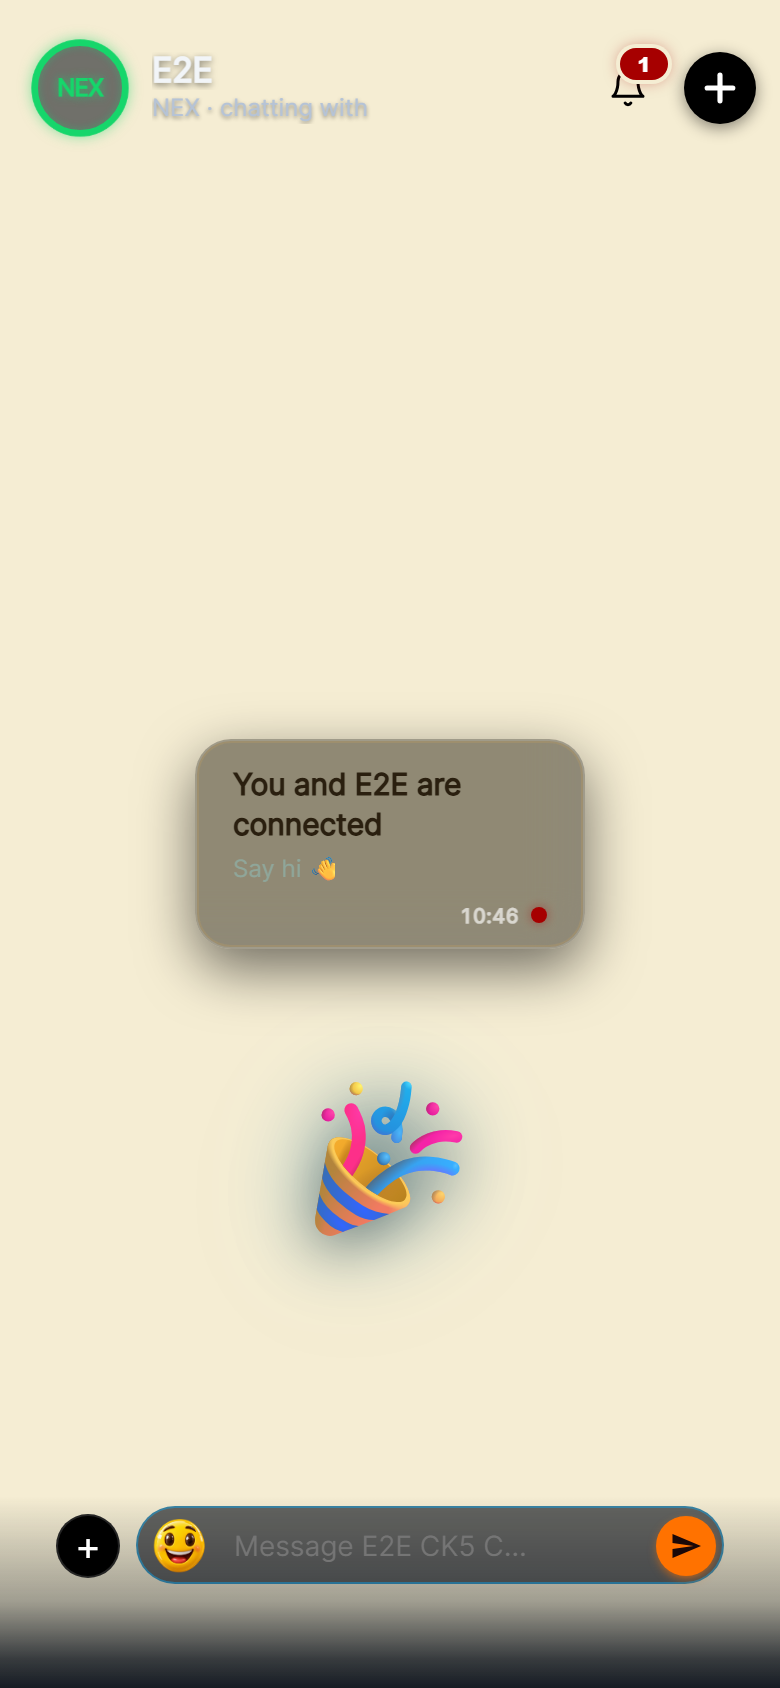 NEX
E2E
NEX · chatting with
1
You and E2E are
connected
Say hi 👋
10:46
Message E2E CK5 C...